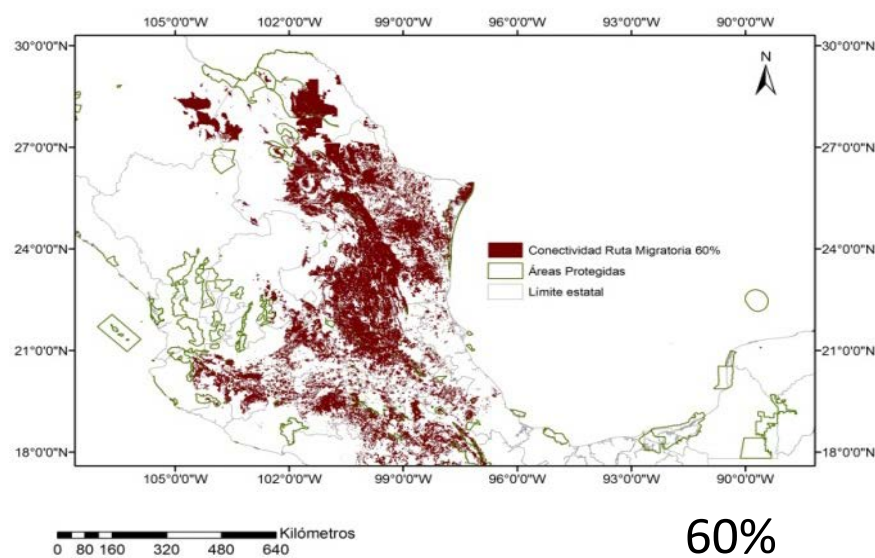 105°0'0"W 102°0'0"W 99°0'0"W 96°0'0"W 93°0'0"W 90°0'0"W
30°0'0"N 30°0'0"N
N
27°0'0"N 27°0'0"N
24°0'0"N 24°0'0"N
Conectividad Ruta Migratoria 60%
Áreas Protegidas
Límite estatal
21°0'0"N 21°0'0"N
18°0'0"N 18°0'0"N
105°0'0"W 102°0'0"W 99°0'0"W 96°0'0"W 93°0'0"W 90°0'0"W
Kilómetros
0 80 160 320 480 640
60%